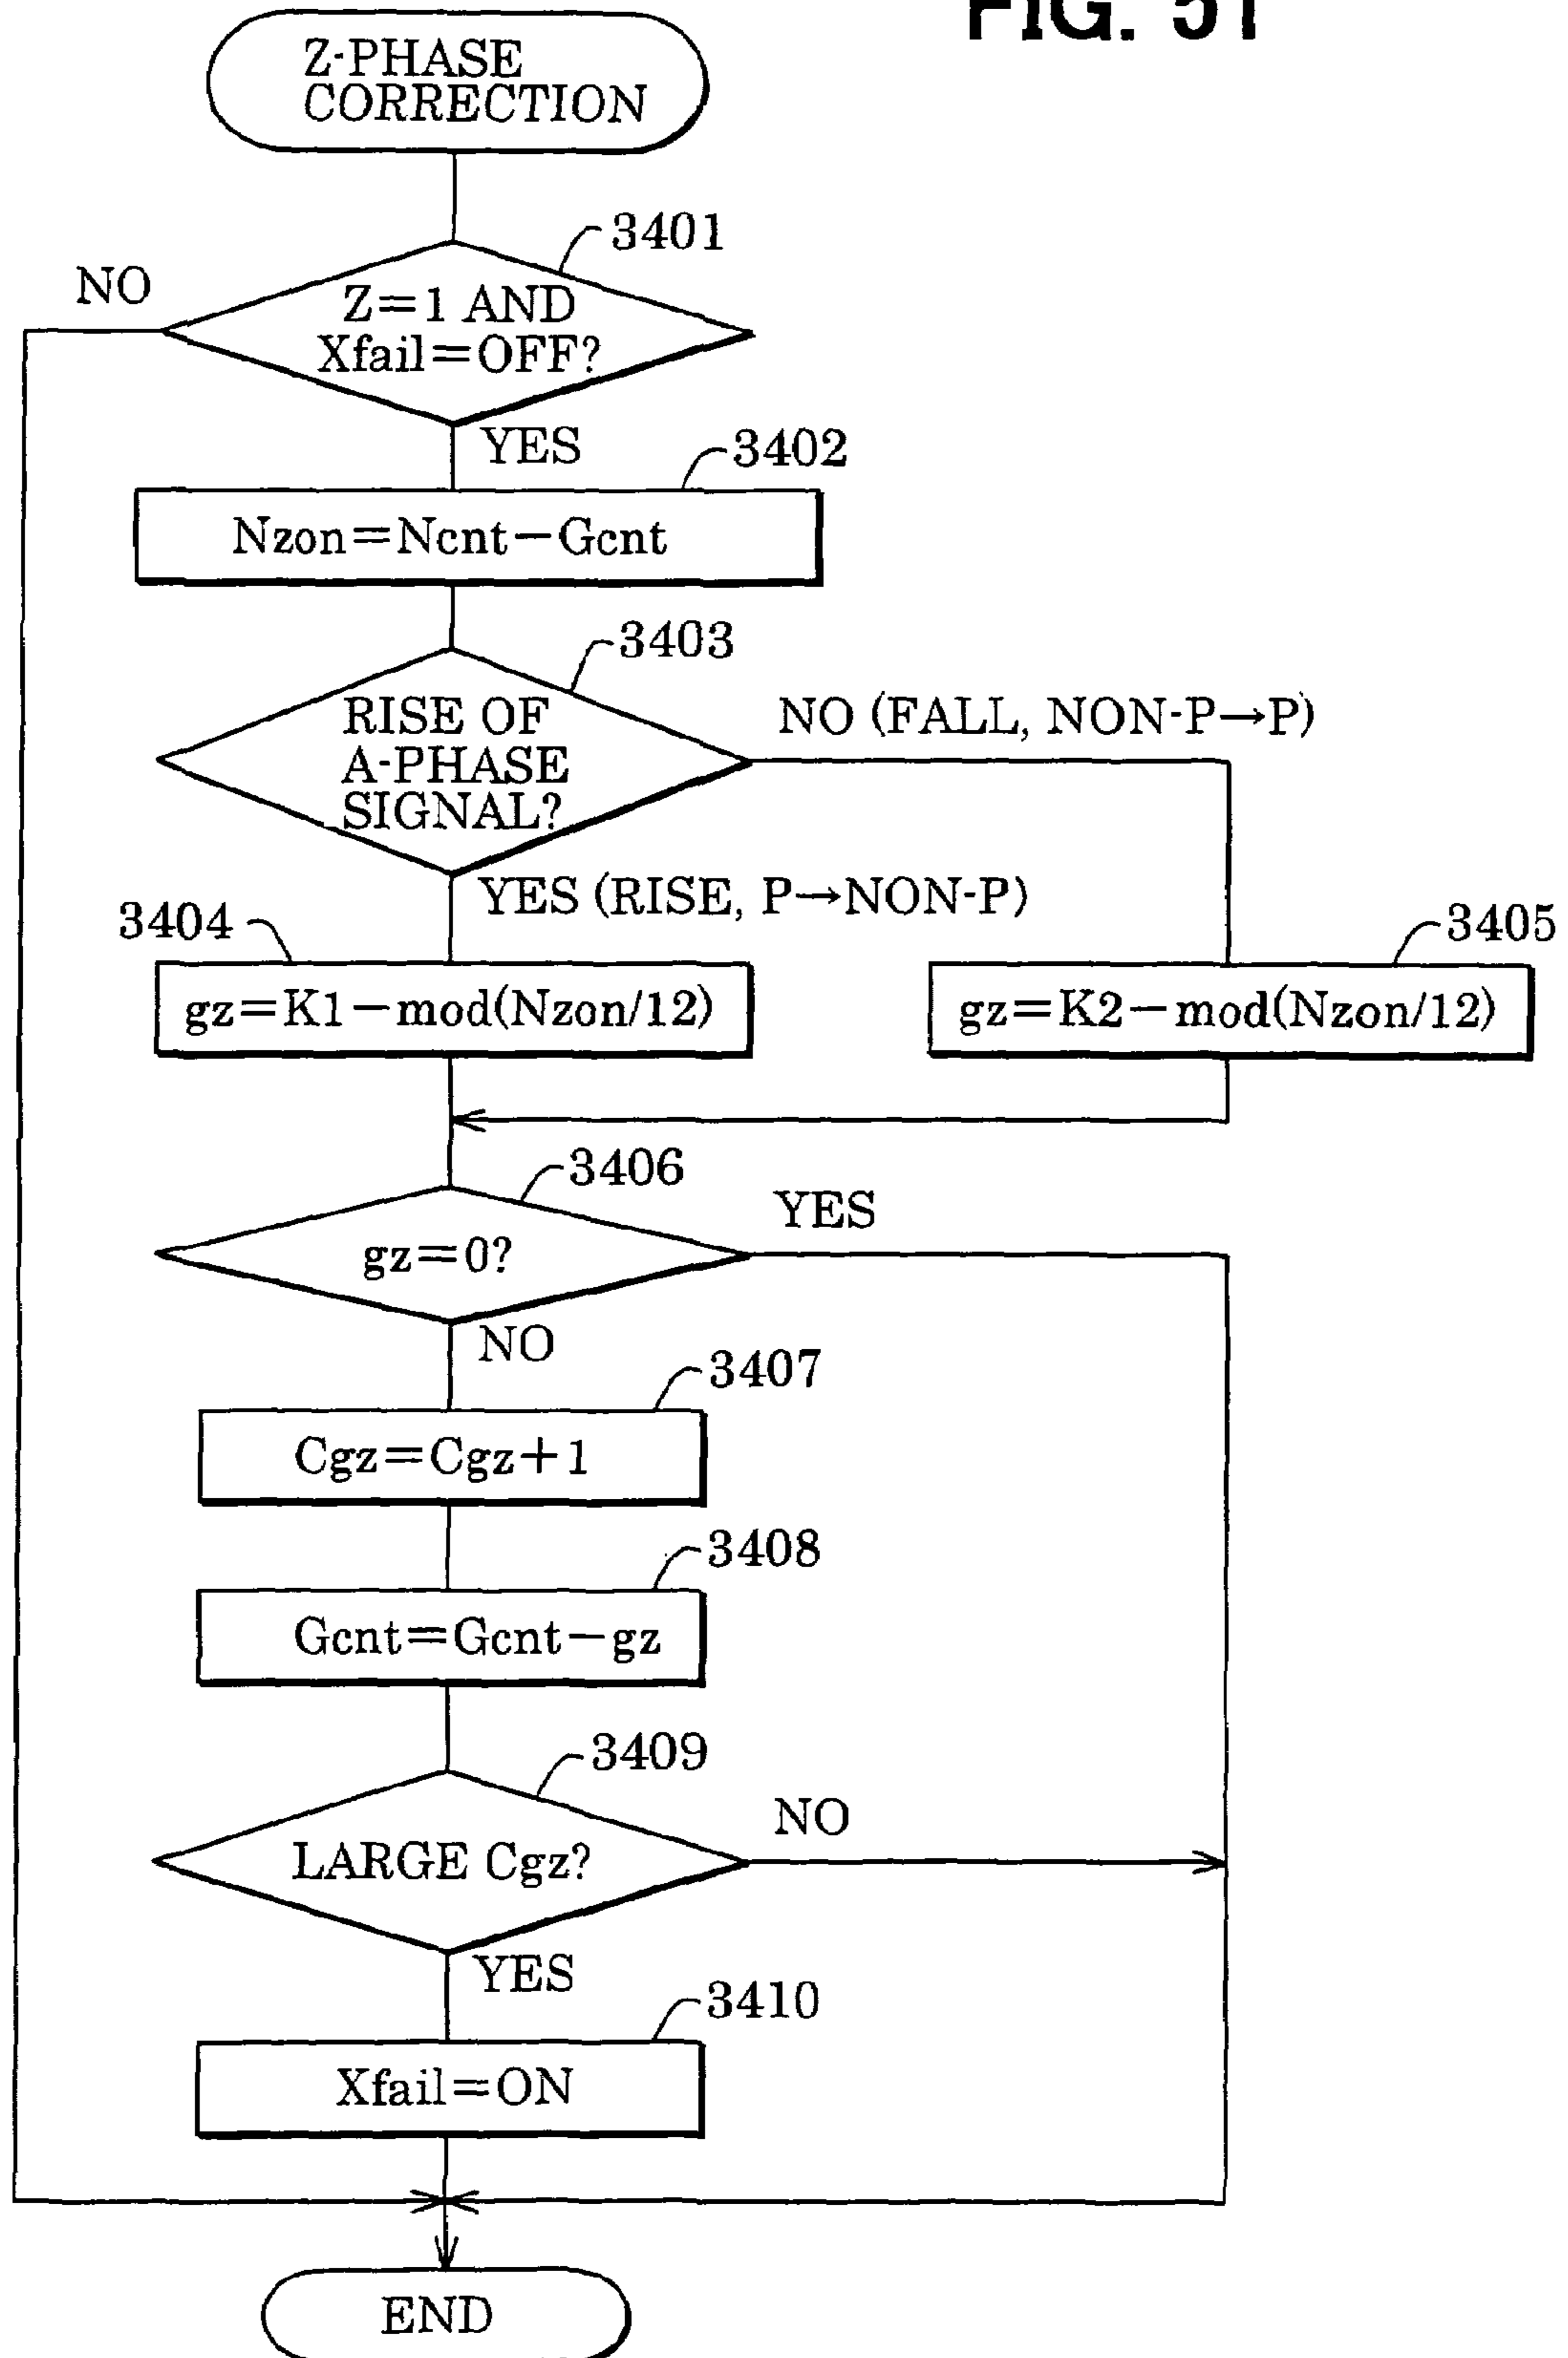 FIG. 51
Z-PHASE
CORRECTION
3401
NO
Z=1 AND
Xfail=OFF?
YES
3402
Nzon=Ncnt−Gcnt
3403
RISE OF
A-PHASE
SIGNAL?
NO (FALL, NON-P→P)
YES (RISE, P→NON-P)
3404
gz=K1−mod(Nzon/12)
3405
gz=K2−mod(Nzon/12)
3406
gz=0?
YES
NO
3407
Cgz=Cgz+1
3408
Gcnt=Gcnt−gz
3409
LARGE Cgz?
NO
YES
3410
Xfail=ON
END